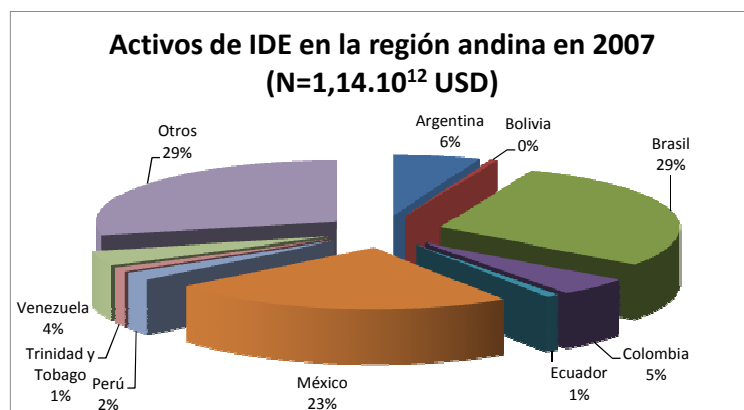 Activos de IDE en la región andina en 2007
(N=1,14.10¹² USD)
Argentina
6%
Bolivia
0%
Brasil
29%
Colombia
5%
Ecuador
1%
México
23%
Perú
2%
Trinidad y
Tobago
1%
Venezuela
4%
Otros
29%